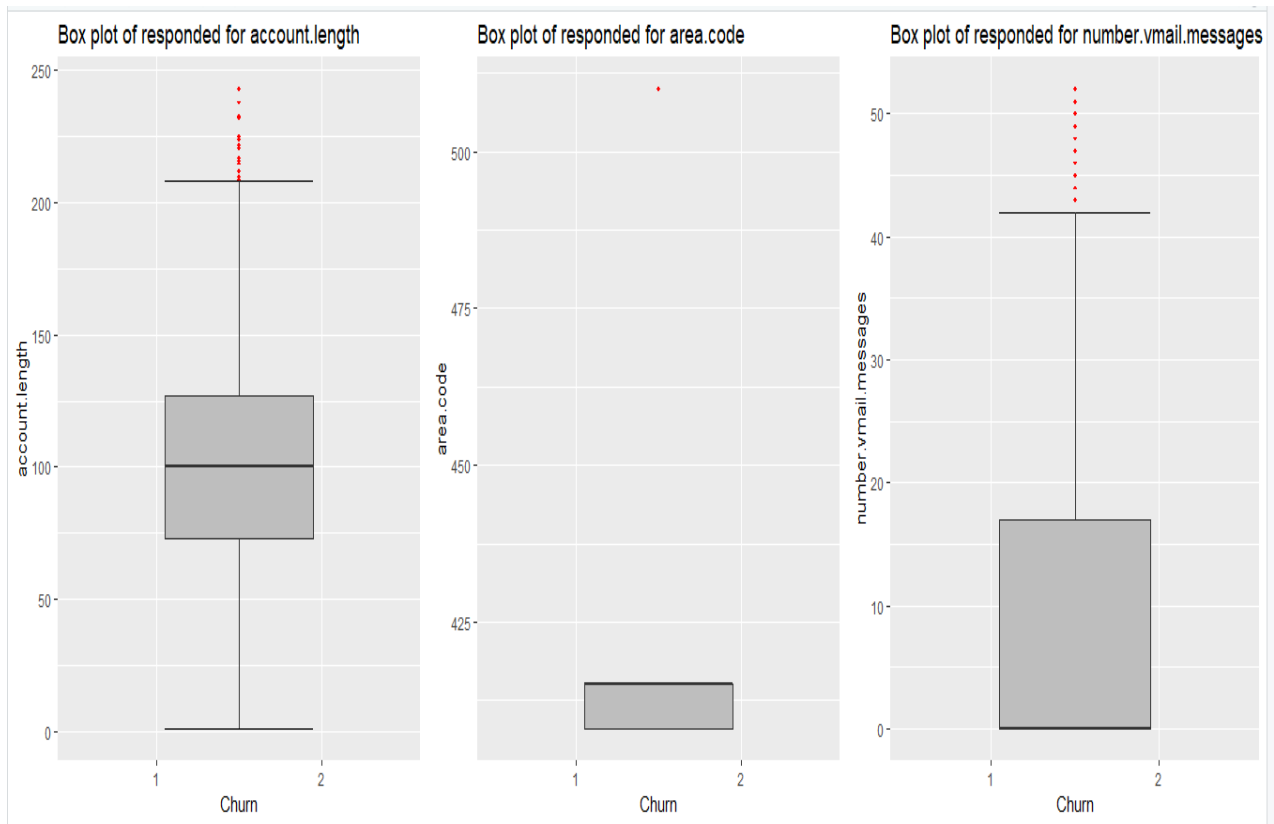 Box plot of responded for account.length
250
200
150
100
50
0
account.length
1
2
Churn
Box plot of responded for area.code
500
475
450
425
area.code
1
2
Churn
Box plot of responded for number.vmail.messages
50
40
30
20
10
0
number.vmail.messages
1
2
Churn